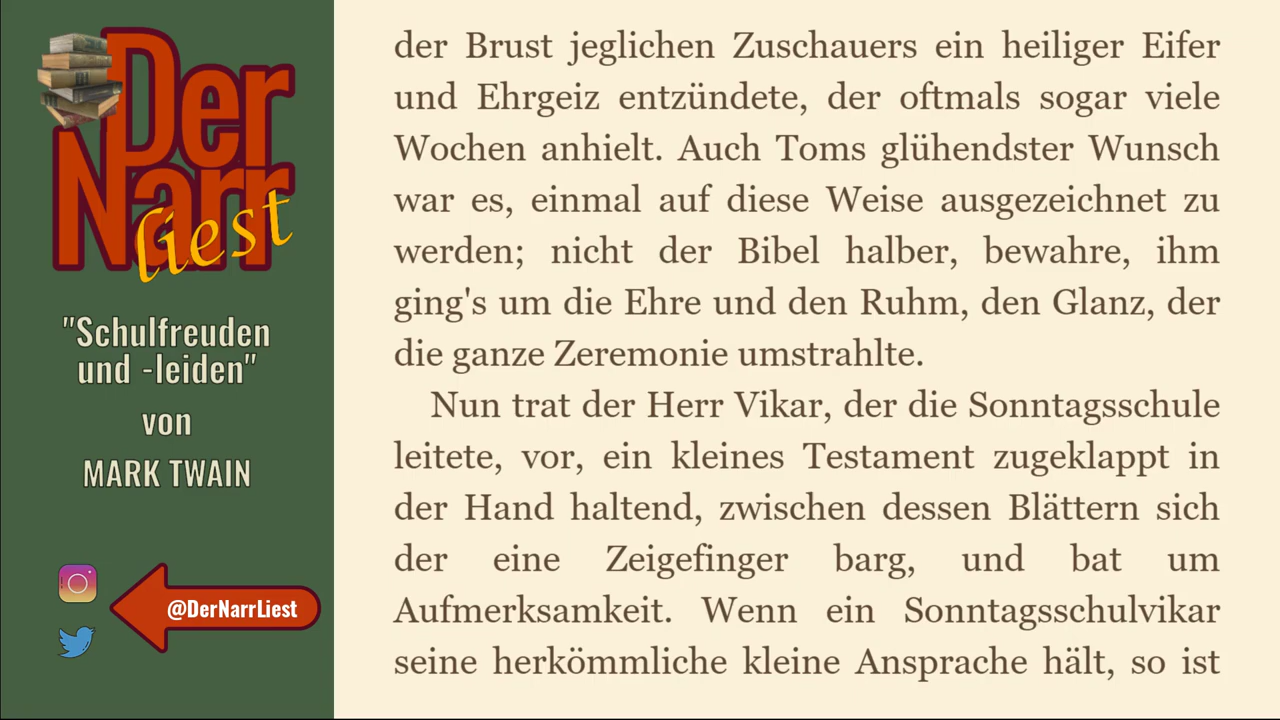 Der
Narr
liest
"Schulfreuden
und -leiden"
von
MARK TWAIN
@DerNarrLiest
der Brust jeglichen Zuschauers ein heiliger Eifer
und Ehrgeiz entzündete, der oftmals sogar viele
Wochen anhielt. Auch Toms glühendster Wunsch
war es, einmal auf diese Weise ausgezeichnet zu
werden; nicht der Bibel halber, bewahre, ihm
ging's um die Ehre und den Ruhm, den Glanz, der
die ganze Zeremonie umstrahlte.
Nun trat der Herr Vikar, der die Sonntagsschule
leitete, vor, ein kleines Testament zugeklappt in
der Hand haltend, zwischen dessen Blättern sich
der eine Zeigefinger barg, und bat um
Aufmerksamkeit. Wenn ein Sonntagsschulvikar
seine herkömmliche kleine Ansprache hält, so ist